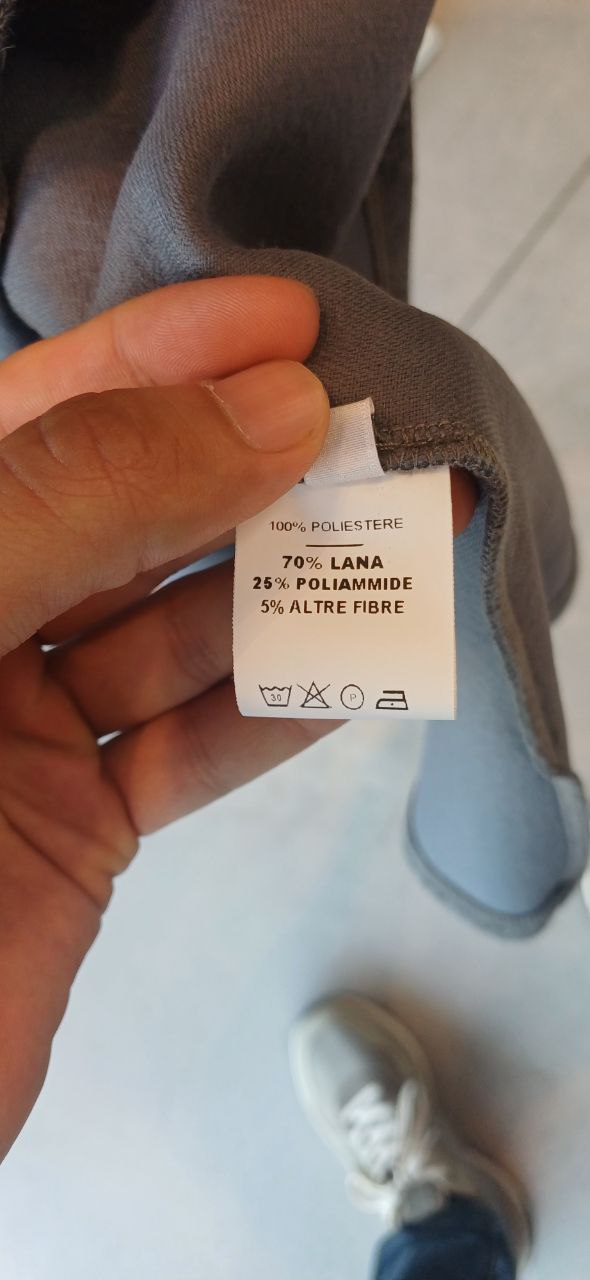 100% POLIESTERE
70% LANA
25% POLIAMMIDE
5% ALTRE FIBRE
30 P